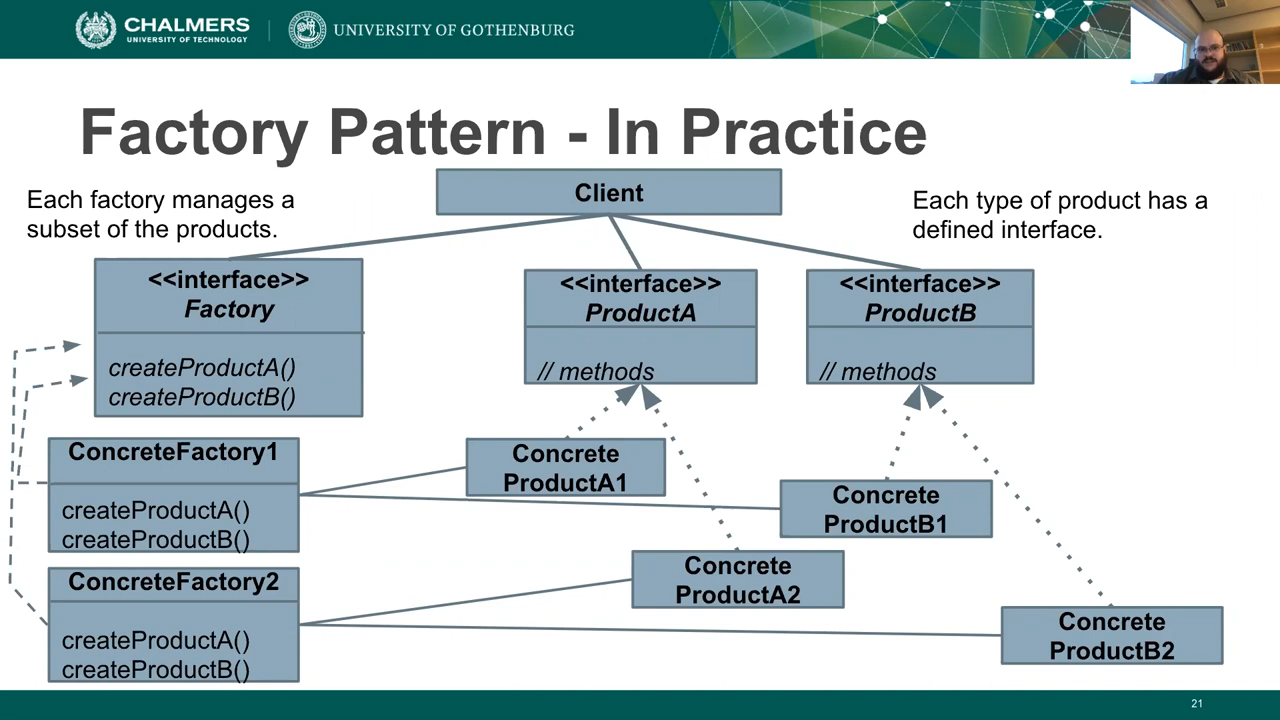 CHALMERS
UNIVERSITY OF TECHNOLOGY
UNIVERSITY OF GOTHENBURG
Factory Pattern - In Practice
Each factory manages a
subset of the products.
Client
Each type of product has a
defined interface.
<<interface>>
Factory
createProductA()
createProductB()
<<interface>>
ProductA
// methods
<<interface>>
ProductB
// methods
ConcreteFactory1
createProductA()
createProductB()
Concrete
ProductA1
Concrete
ProductB1
ConcreteFactory2
createProductA()
createProductB()
Concrete
ProductA2
Concrete
ProductB2
21